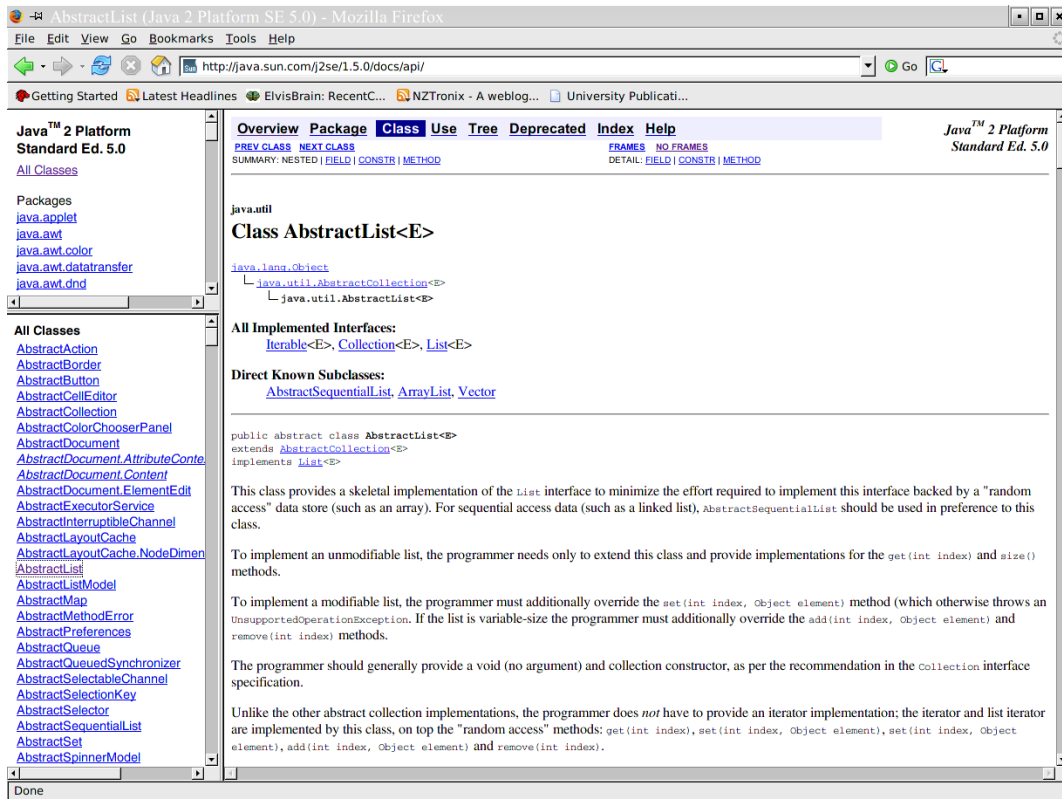 AbstractList (Java 2 Platform SE 5.0) - Mozilla Firefox
File Edit View Go Bookmarks Tools Help
http://java.sun.com/j2se/1.5.0/docs/api/
Go
Getting Started Latest Headlines ElvisBrain: RecentC... NZTronix - A weblog... University Publicati...
Java™ 2 Platform
Standard Ed. 5.0
All Classes
Packages
java.applet
java.awt
java.awt.color
java.awt.datatransfer
java.awt.dnd
All Classes
AbstractAction
AbstractBorder
AbstractButton
AbstractCellEditor
AbstractCollection
AbstractColorChooserPanel
AbstractDocument
AbstractDocument.AttributeConte
AbstractDocument.Content
AbstractDocument.ElementEdit
AbstractExecutorService
AbstractInterruptibleChannel
AbstractLayoutCache
AbstractLayoutCache.NodeDimen
AbstractList
AbstractListModel
AbstractMap
AbstractMethodError
AbstractPreferences
AbstractQueue
AbstractQueuedSynchronizer
AbstractSelectableChannel
AbstractSelectionKey
AbstractSelector
AbstractSequentialList
AbstractSet
AbstractSpinnerModel
Overview Package Class Use Tree Deprecated Index Help
Java™ 2 Platform
Standard Ed. 5.0
PREV CLASS NEXT CLASS
FRAMES NO FRAMES
SUMMARY: NESTED | FIELD | CONSTR | METHOD
DETAIL: FIELD | CONSTR | METHOD
java.util
Class AbstractList<E>
java.lang.Object
java.util.AbstractCollection<E>
java.util.AbstractList<E>
All Implemented Interfaces:
Iterable<E>, Collection<E>, List<E>
Direct Known Subclasses:
AbstractSequentialList, ArrayList, Vector
public abstract class AbstractList<E>
extends AbstractCollection<E>
implements List<E>
This class provides a skeletal implementation of the List interface to minimize the effort required to implement this interface backed by a "random
access" data store (such as an array). For sequential access data (such as a linked list), AbstractSequentialList should be used in preference to this
class.
To implement an unmodifiable list, the programmer needs only to extend this class and provide implementations for the get(int index) and size()
methods.
To implement a modifiable list, the programmer must additionally override the set(int index, Object element) method (which otherwise throws an
UnsupportedOperationException. If the list is variable-size the programmer must additionally override the add(int index, Object element) and
remove(int index) methods.
The programmer should generally provide a void (no argument) and collection constructor, as per the recommendation in the Collection interface
specification.
Unlike the other abstract collection implementations, the programmer does not have to provide an iterator implementation; the iterator and list iterator
are implemented by this class, on top the "random access" methods: get(int index), set(int index, Object element), set(int index, Object
element), add(int index, Object element) and remove(int index).
Done